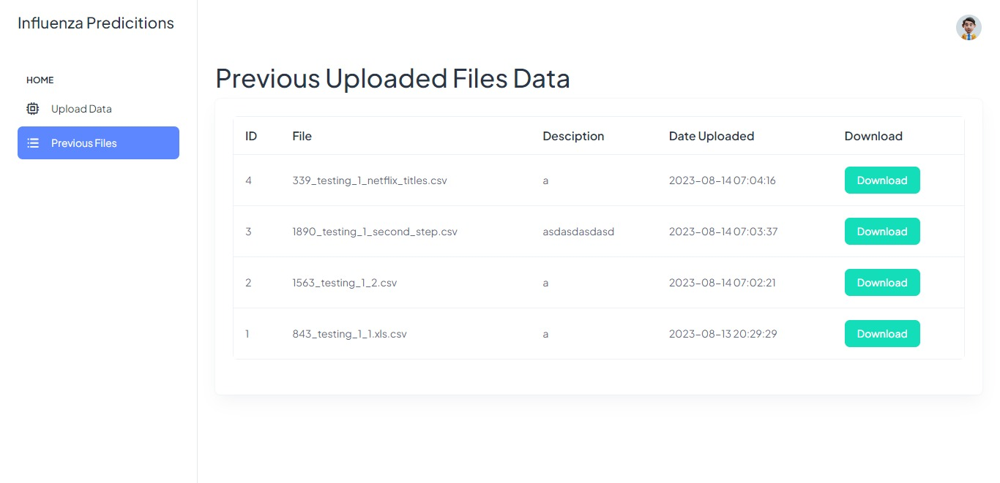 Influenza Predicitions
HOME
Upload Data
Previous Files
Previous Uploaded Files Data
ID File Desciption Date Uploaded Download
4 339_testing_1_netflix_titles.csv a 2023-08-14 07:04:16 Download
3 1890_testing_1_second_step.csv asdasdasdasd 2023-08-14 07:03:37 Download
2 1563_testing_1_2.csv a 2023-08-14 07:02:21 Download
1 843_testing_1_1.xls.csv a 2023-08-13 20:29:29 Download